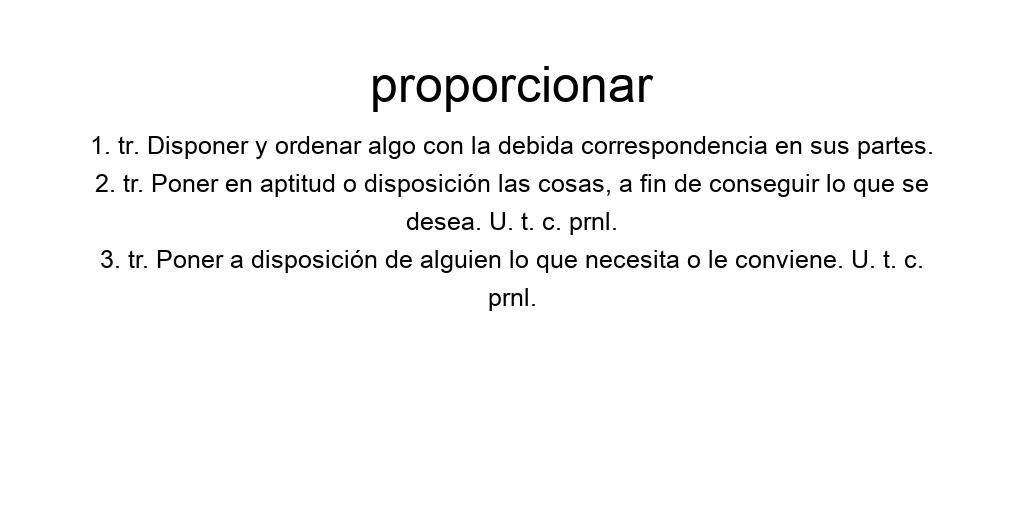 proporcionar
1. tr. Disponer y ordenar algo con la debida correspondencia en sus partes.
2. tr. Poner en aptitud o disposición las cosas, a fin de conseguir lo que se
desea. U. t. c. prnl.
3. tr. Poner a disposición de alguien lo que necesita o le conviene. U. t. c.
prnl.